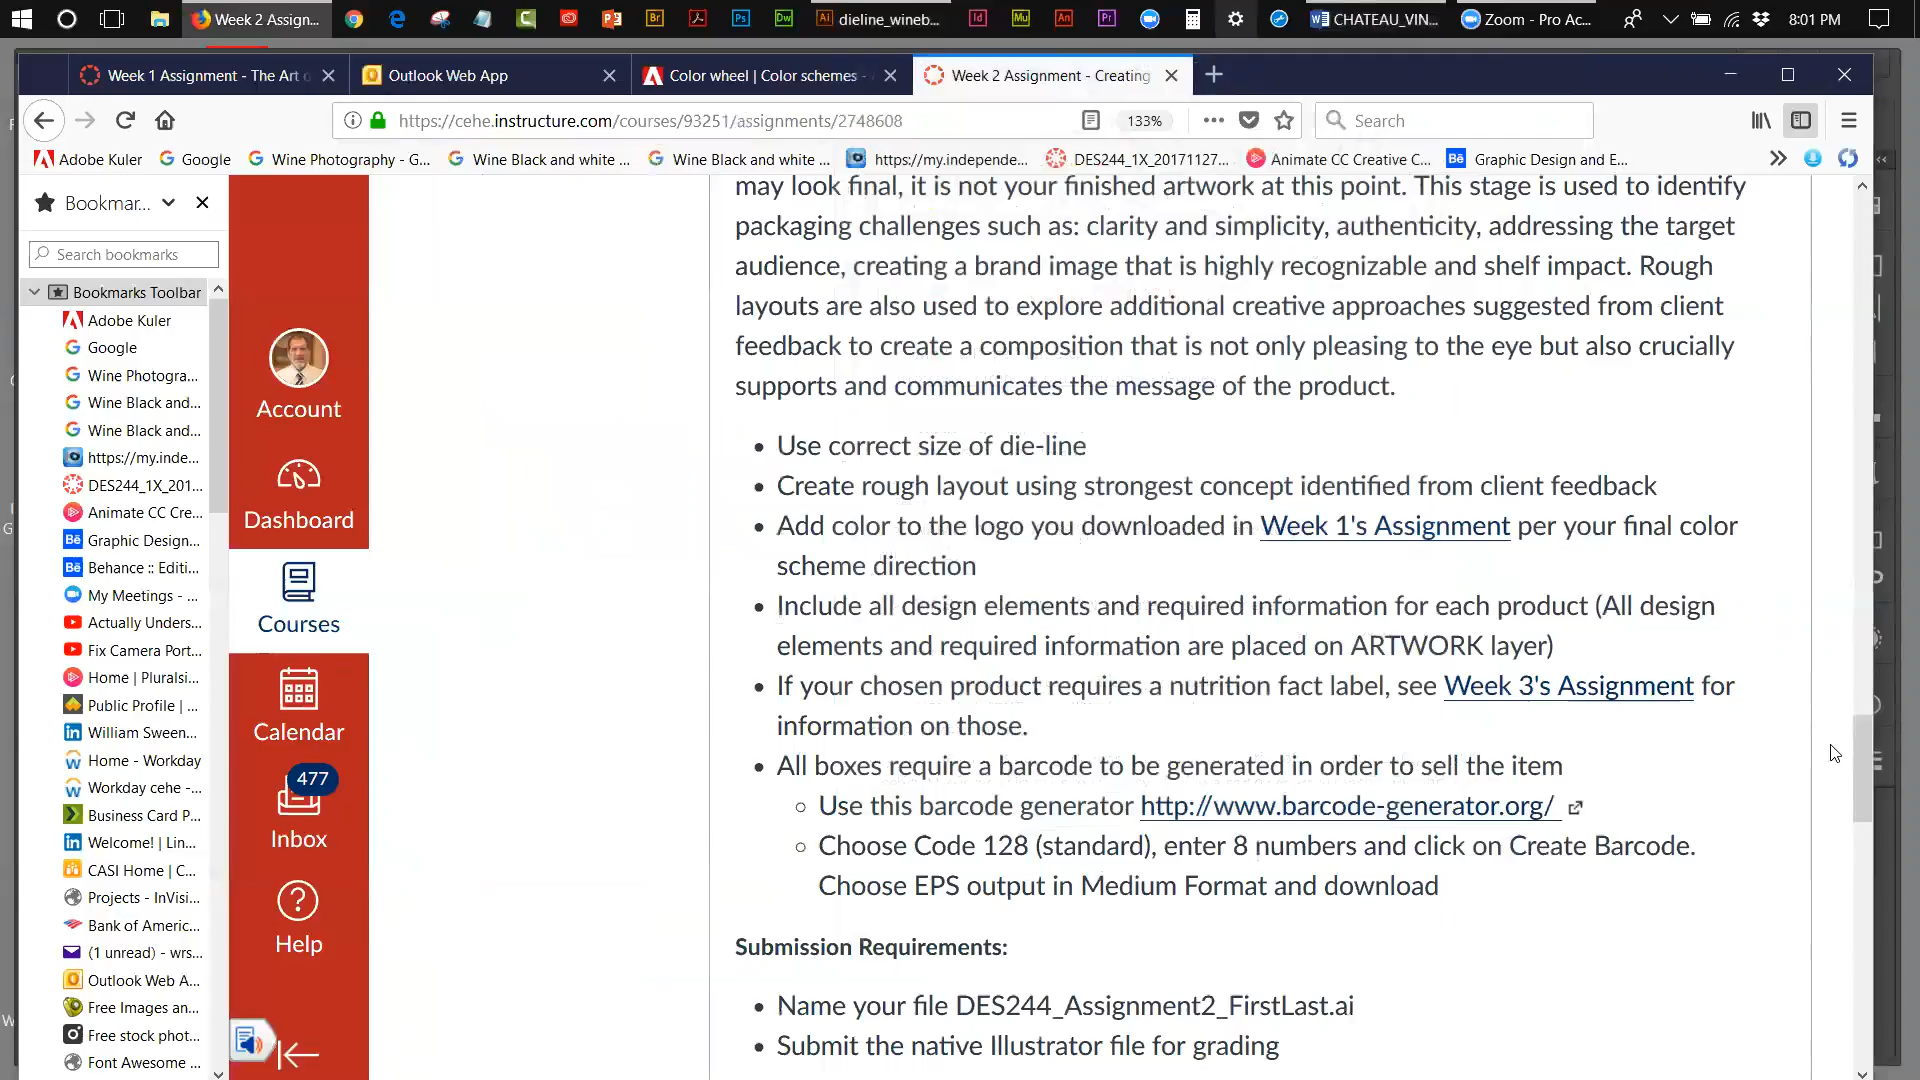 Week 2 Assign...
dieline_wineb...
CHATEAU_VIN...
Zoom - Pro Ac...
8:01 PM
Week 1 Assignment - The Art
Outlook Web App
Color wheel | Color schemes -
Week 2 Assignment - Creating
https://cehe.instructure.com/courses/93251/assignments/2748608
133%
Search
Adobe Kuler
Google
Wine Photography - G...
Wine Black and white ...
Wine Black and white ...
https://my.independe...
DES244_1X_20171127...
Animate CC Creative C...
Graphic Design and E...
Bookmar...
Search bookmarks
Bookmarks Toolbar
Adobe Kuler
Google
Wine Photogra...
Wine Black and...
Wine Black and...
https://my.inde...
DES244_1X_201...
Animate CC Cre...
Graphic Design...
Behance :: Editi...
My Meetings - ...
Actually Unders...
Fix Camera Port...
Home | Pluralsi...
Public Profile | ...
William Sween...
Home - Workday
Workday cehe -...
Business Card P...
Welcome! | Lin...
CASI Home | C...
Projects - InVisi...
Bank of Americ...
(1 unread) - wrs...
Outlook Web A...
Free Images an...
Free stock phot...
Font Awesome ...
Account
Dashboard
Courses
Calendar
477
Inbox
Help
may look final, it is not your finished artwork at this point. This stage is used to identify
packaging challenges such as: clarity and simplicity, authenticity, addressing the target
audience, creating a brand image that is highly recognizable and shelf impact. Rough
layouts are also used to explore additional creative approaches suggested from client
feedback to create a composition that is not only pleasing to the eye but also crucially
supports and communicates the message of the product.
• Use correct size of die-line
• Create rough layout using strongest concept identified from client feedback
• Add color to the logo you downloaded in Week 1's Assignment per your final color
scheme direction
• Include all design elements and required information for each product (All design
elements and required information are placed on ARTWORK layer)
• If your chosen product requires a nutrition fact label, see Week 3's Assignment for
information on those.
• All boxes require a barcode to be generated in order to sell the item
○ Use this barcode generator http://www.barcode-generator.org/
○ Choose Code 128 (standard), enter 8 numbers and click on Create Barcode.
Choose EPS output in Medium Format and download
Submission Requirements:
• Name your file DES244_Assignment2_FirstLast.ai
• Submit the native Illustrator file for grading